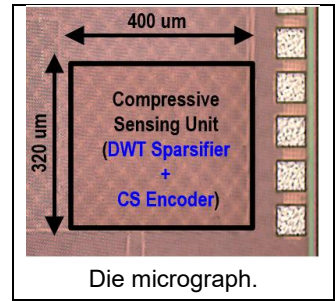 400 um
320 um
Compressive
Sensing Unit
(DWT Sparsifier
+
CS Encoder)
Die micrograph.